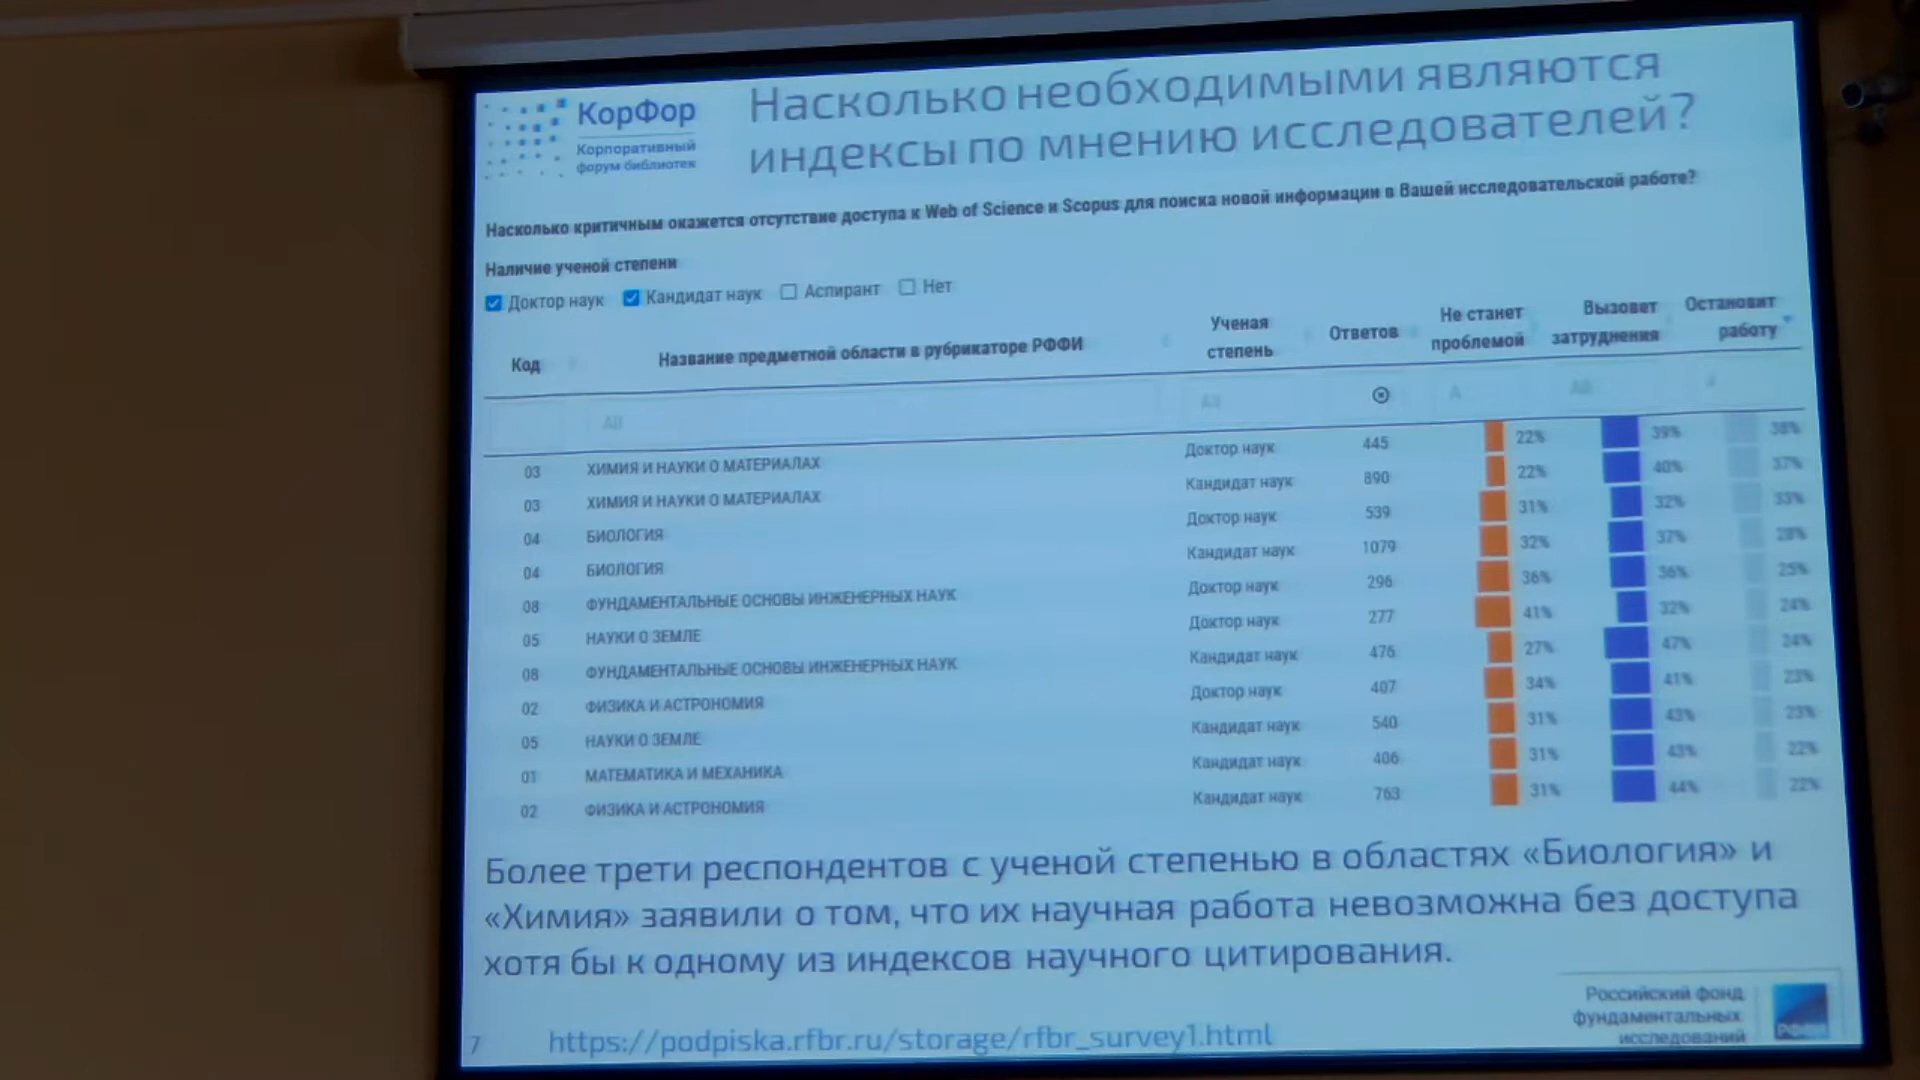 КорФор
Корпоративный
форум библиотек
Насколько необходимыми являются
индексы по мнению исследователей?
Насколько критичным окажется отсутствие доступа к Web of Science и Scopus для поиска новой информации в Вашей исследовательской работе?
Наличие ученой степени
Доктор наук Кандидат наук Аспирант Нет
Код Название предметной области в рубрикаторе РФФИ Ученая степень Ответов Не станет проблемой Вызовет затруднения Остановит работу
03 ХИМИЯ И НАУКИ О МАТЕРИАЛАХ Доктор наук 445 22% 39% 38%
03 ХИМИЯ И НАУКИ О МАТЕРИАЛАХ Кандидат наук 890 22% 40% 37%
04 БИОЛОГИЯ Доктор наук 539 31% 32% 33%
04 БИОЛОГИЯ Кандидат наук 1079 32% 37% 28%
08 ФУНДАМЕНТАЛЬНЫЕ ОСНОВЫ ИНЖЕНЕРНЫХ НАУК Доктор наук 296 36% 36% 25%
05 НАУКИ О ЗЕМЛЕ Доктор наук 277 41% 32% 24%
08 ФУНДАМЕНТАЛЬНЫЕ ОСНОВЫ ИНЖЕНЕРНЫХ НАУК Кандидат наук 476 27% 47% 24%
02 ФИЗИКА И АСТРОНОМИЯ Доктор наук 407 34% 41% 23%
05 НАУКИ О ЗЕМЛЕ Кандидат наук 540 31% 43% 23%
01 МАТЕМАТИКА И МЕХАНИКА Кандидат наук 406 31% 43% 22%
02 ФИЗИКА И АСТРОНОМИЯ Кандидат наук 763 31% 44% 22%
Более трети респондентов с ученой степенью в областях «Биология» и
«Химия» заявили о том, что их научная работа невозможна без доступа
хотя бы к одному из индексов научного цитирования.
7 https://podpiska.rfbr.ru/storage/rfbr_survey1.html
Российский фонд
фундаментальных
исследований
РФФИ